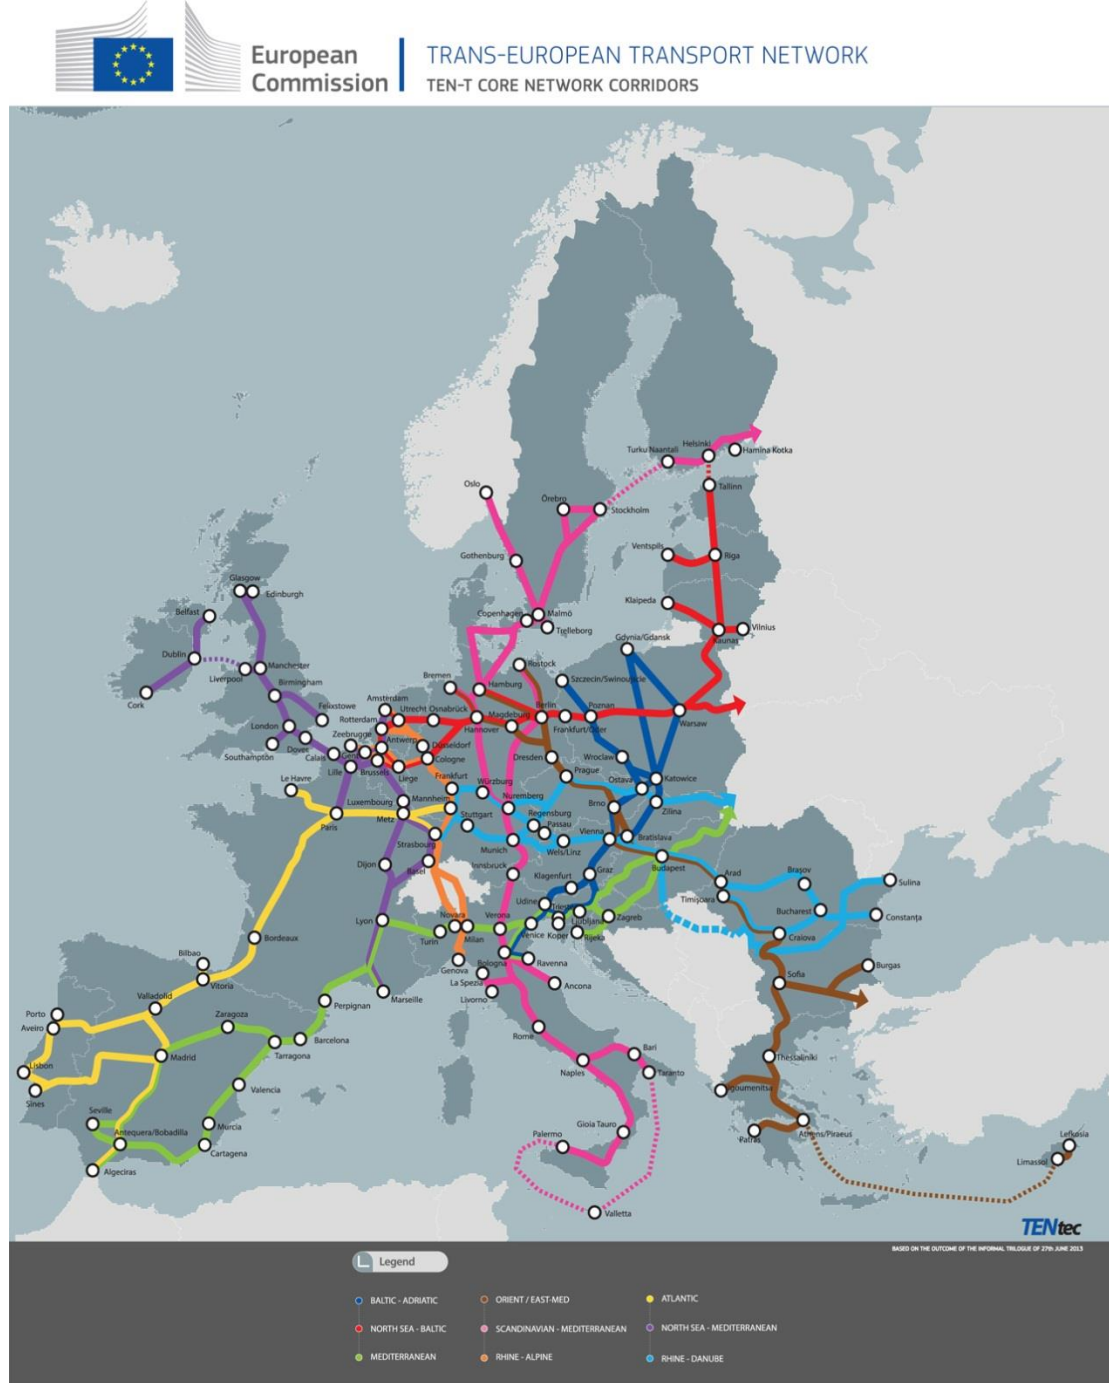 European
Commission
TRANS-EUROPEAN TRANSPORT NETWORK
TEN-T CORE NETWORK CORRIDORS
Helsinki
Turku Naantali
Hamina Kotka
Oslo
Tallinn
Örebro
Stockholm
Ventspils
Riga
Gothenburg
Glasgow
Edinburgh
Klaipeda
Belfast
Copenhagen
Malmö
Trelleborg
Vilnius
Kaunas
Gdynia/Gdansk
Dublin
Manchester
Liverpool
Rostock
Birmingham
Bremen
Hamburg
Szczecin/Swinoujscie
Cork
Felixstowe
Amsterdam
Utrecht
Osnabrück
Magdeburg
Berlin
Poznan
London
Rotterdam
Hannover
Frankfurt/Oder
Warsaw
Zeebrugge
Antwerp
Düsseldorf
Dover
Southampton
Calais
Cologne
Dresden
Wroclaw
Lille
Brussels
Liege
Prague
Le Havre
Frankfurt
Würzburg
Ostava
Katowice
Luxembourg
Mannheim
Nuremberg
Brno
Zilina
Metz
Stuttgart
Regensburg
Paris
Passau
Vienna
Bratislava
Strasbourg
Munich
Wels/Linz
Dijon
Basel
Innsbruck
Klagenfurt
Graz
Budapest
Arad
Braşov
Sulina
Timişoara
Udine
Trieste
Ljubljana
Zagreb
Bucharest
Constanţa
Lyon
Novara
Verona
Turin
Milan
Venice
Koper
Rijeka
Craiova
Bordeaux
Bilbao
Vitoria
Genova
Bologna
Ravenna
Sofia
Burgas
La Spezia
Livorno
Ancona
Marseille
Valladolid
Perpignan
Porto
Aveiro
Zaragoza
Barcelona
Tarragona
Rome
Madrid
Bari
Naples
Taranto
Thessaloniki
Lisbon
Sines
Valencia
Igoumenitsa
Seville
Murcia
Gioia Tauro
Palermo
Antequera/Bobadilla
Cartagena
Patras
Athens/Piraeus
Lefkosia
Limassol
Algeciras
Valletta
TENtec
BASED ON THE OUTCOME OF THE INFORMAL TRILOGUE OF 27th JUNE 2013
Legend
BALTIC - ADRIATIC
ORIENT / EAST-MED
ATLANTIC
NORTH SEA - BALTIC
SCANDINAVIAN - MEDITERRANEAN
NORTH SEA - MEDITERRANEAN
MEDITERRANEAN
RHINE - ALPINE
RHINE - DANUBE